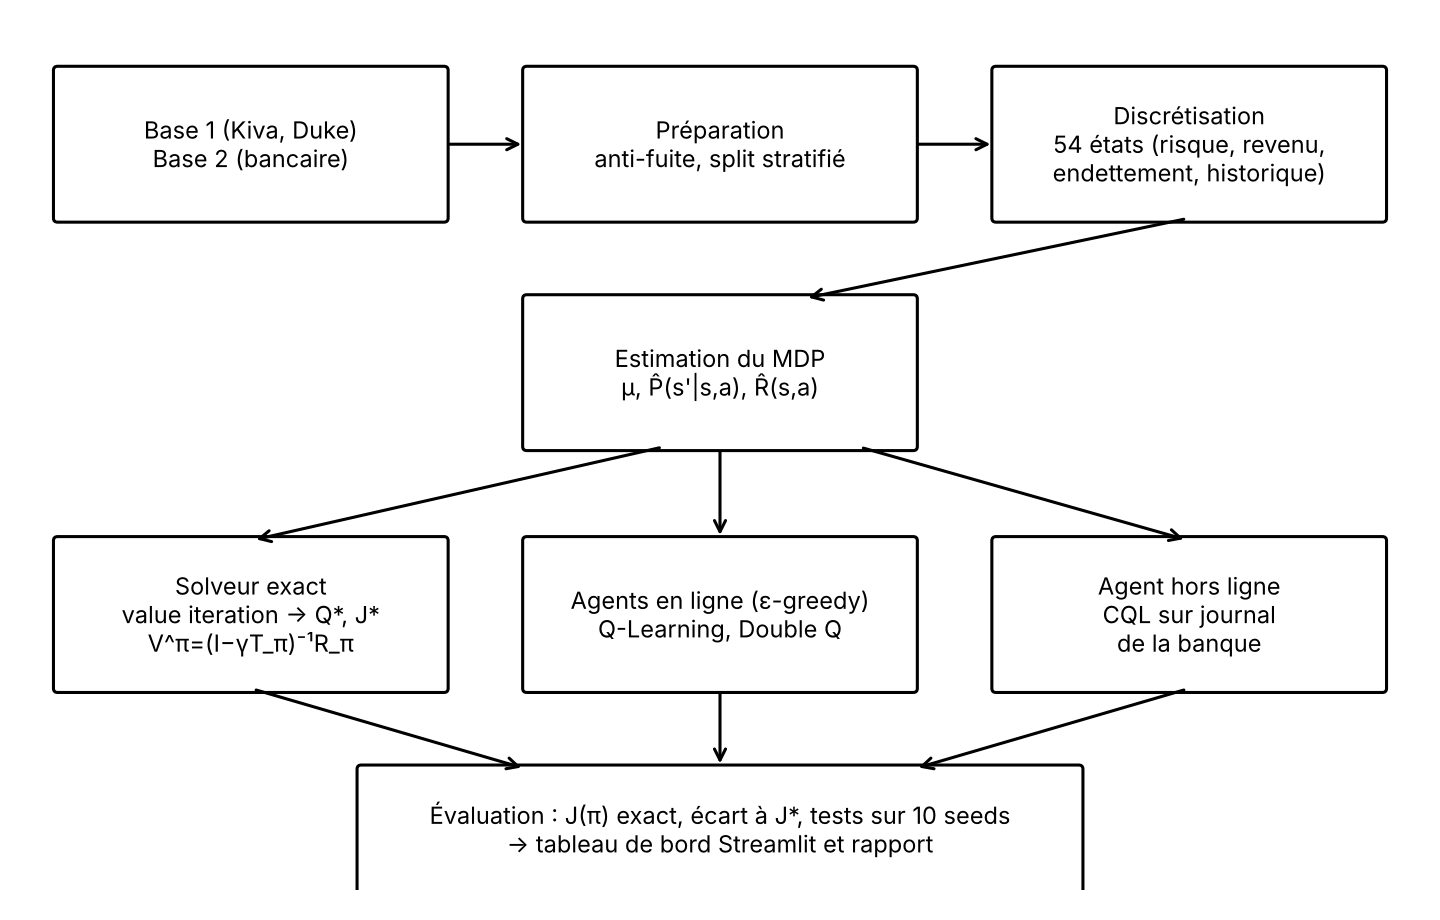 Base 1 (Kiva, Duke)
Base 2 (bancaire)
Préparation
anti-fuite, split stratifié
Discrétisation
54 états (risque, revenu,
endettement, historique)
Estimation du MDP
μ, P̂(s'|s,a), R̂(s,a)
Solveur exact
value iteration → Q*, J*
V^π=(I−γT_π)⁻¹R_π
Agents en ligne (ε-greedy)
Q-Learning, Double Q
Agent hors ligne
CQL sur journal
de la banque
Évaluation : J(π) exact, écart à J*, tests sur 10 seeds
→ tableau de bord Streamlit et rapport